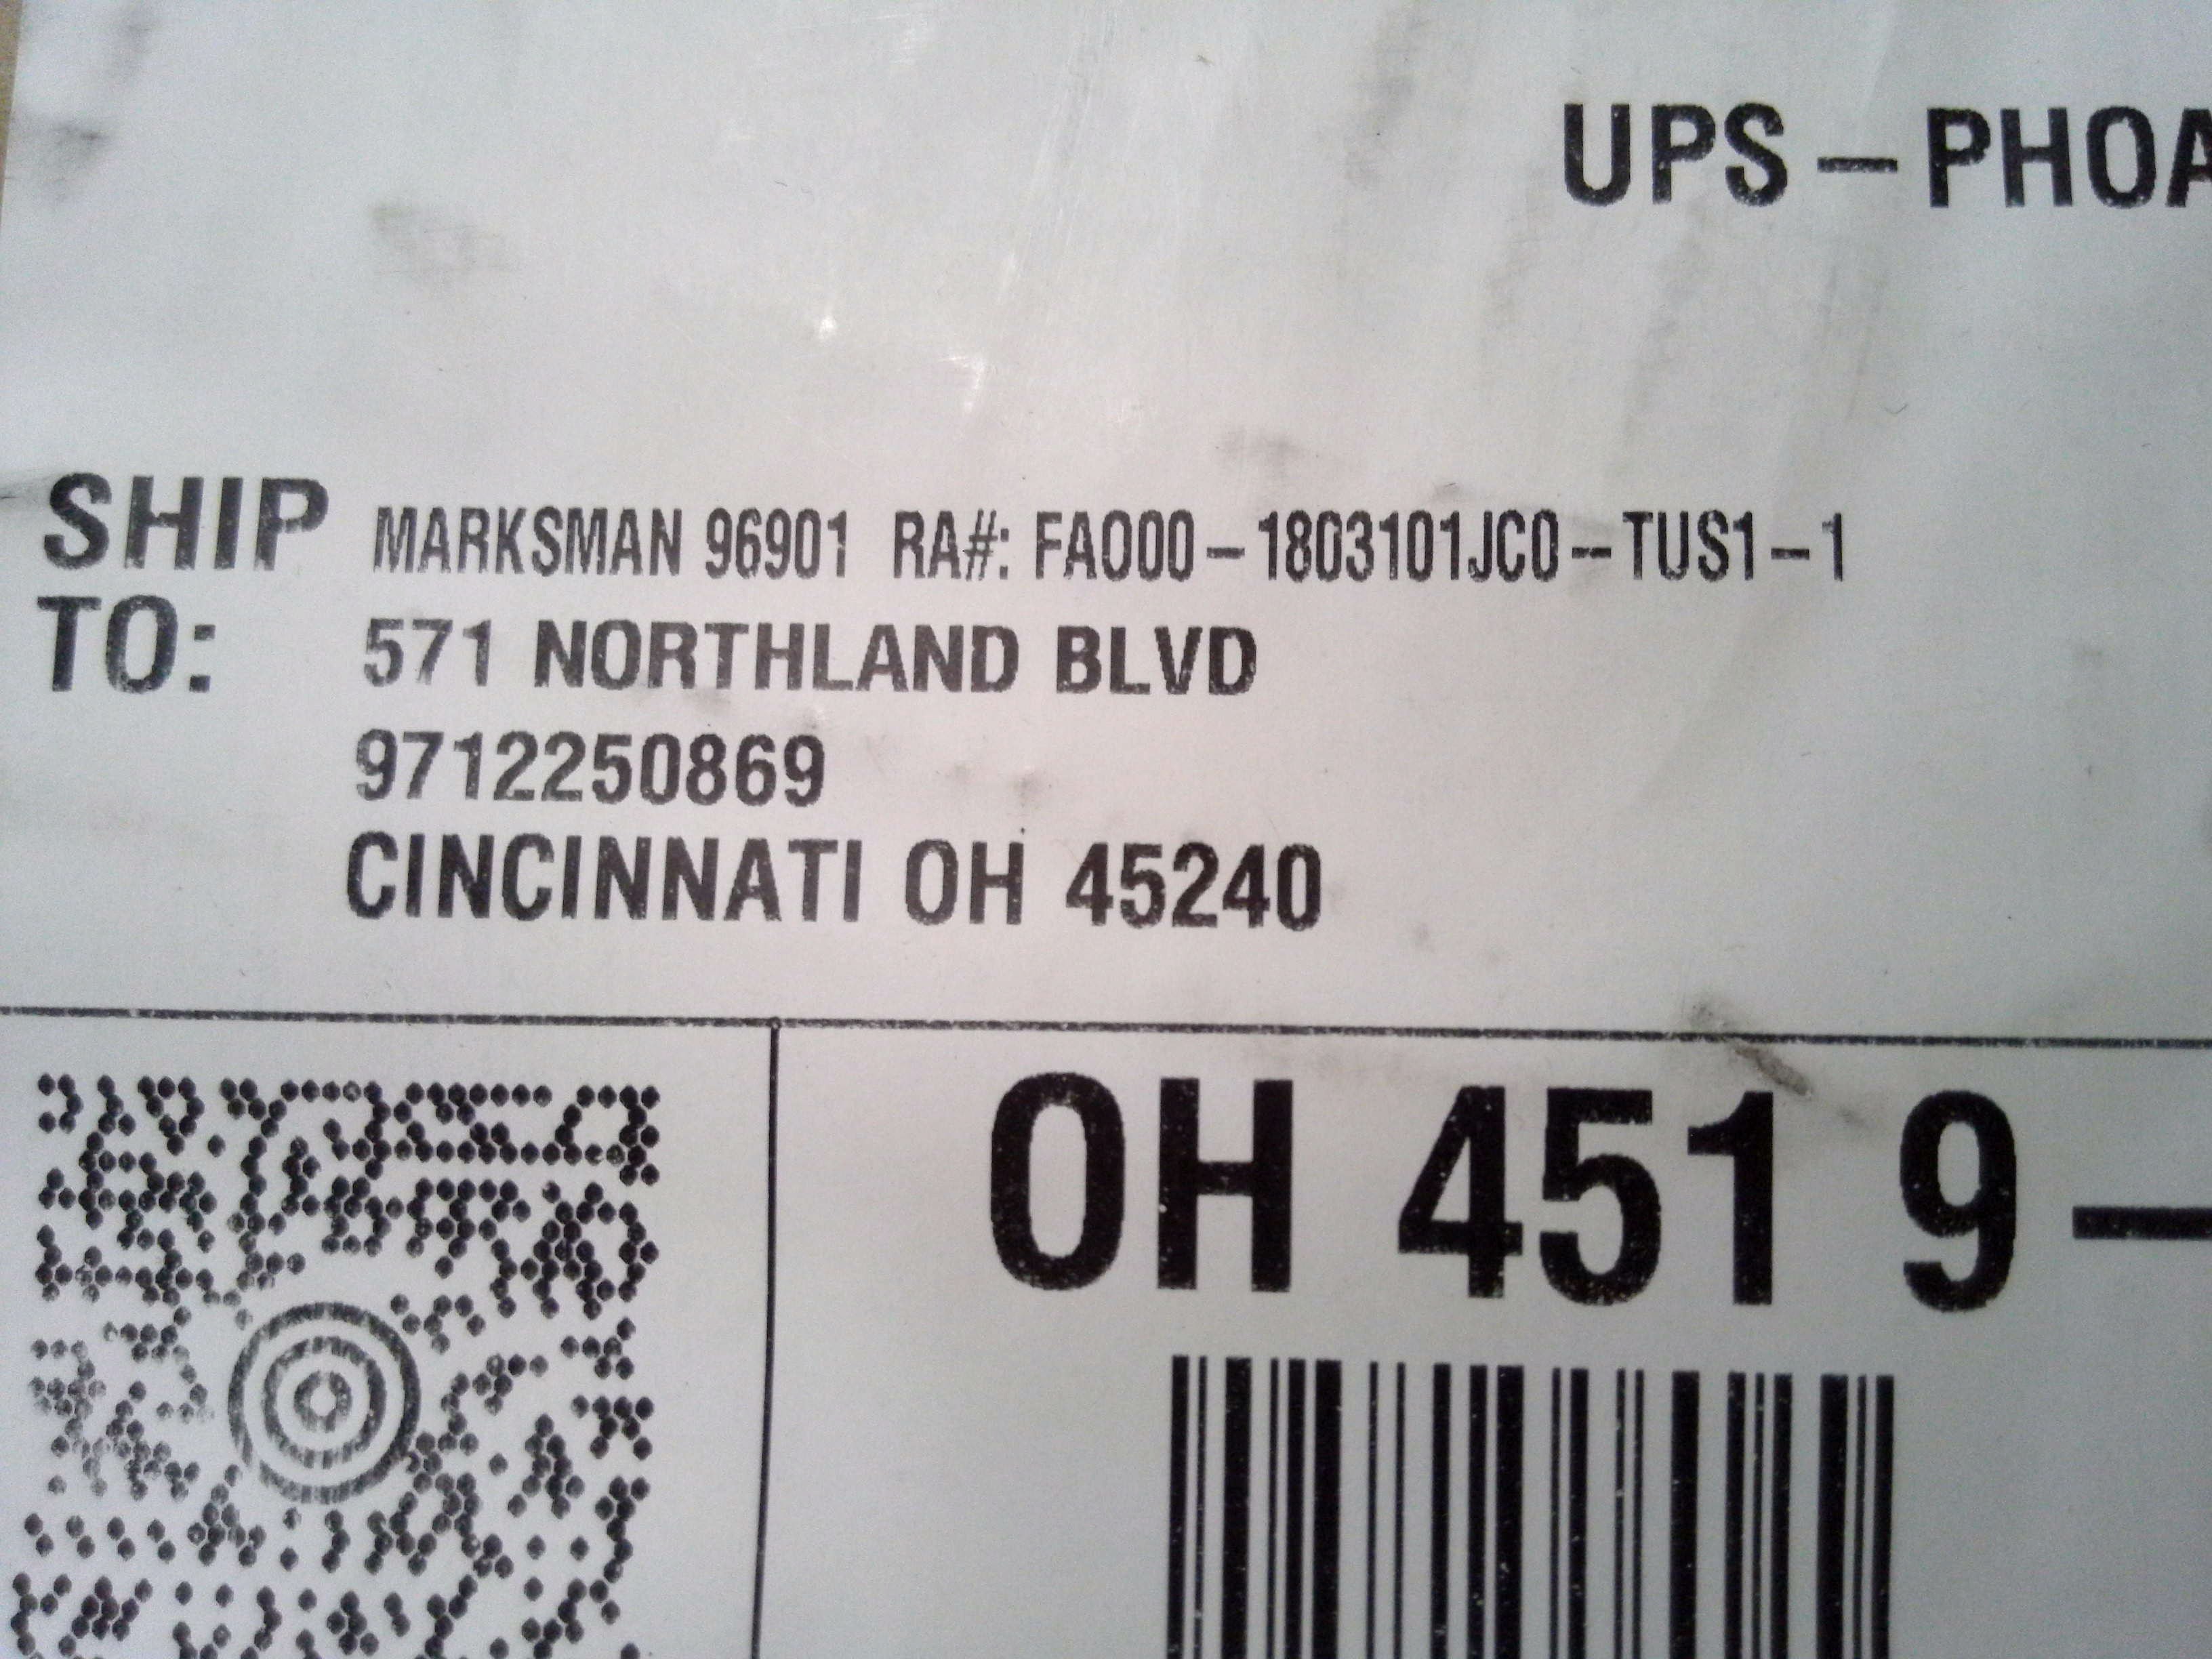 UPS – PHOA
SHIP TO:
MARKSMAN 96901 RA#: FAO00–1803101JC0--TUS1–1
571 NORTHLAND BLVD
9712250869
CINCINNATI OH 45240
OH 451 9 –